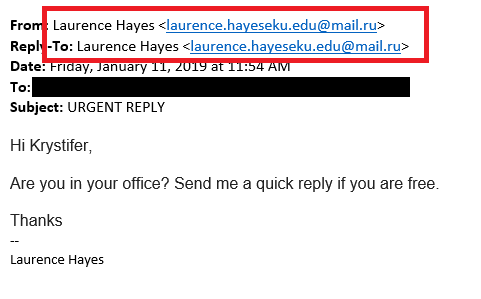 From: Laurence Hayes <laurence.hayeseku.edu@mail.ru>
Reply-To: Laurence Hayes <laurence.hayeseku.edu@mail.ru>
Date: Friday, January 11, 2019 at 11:54 AM
To:
Subject: URGENT REPLY
Hi Krystifer,
Are you in your office? Send me a quick reply if you are free.
Thanks
--
Laurence Hayes